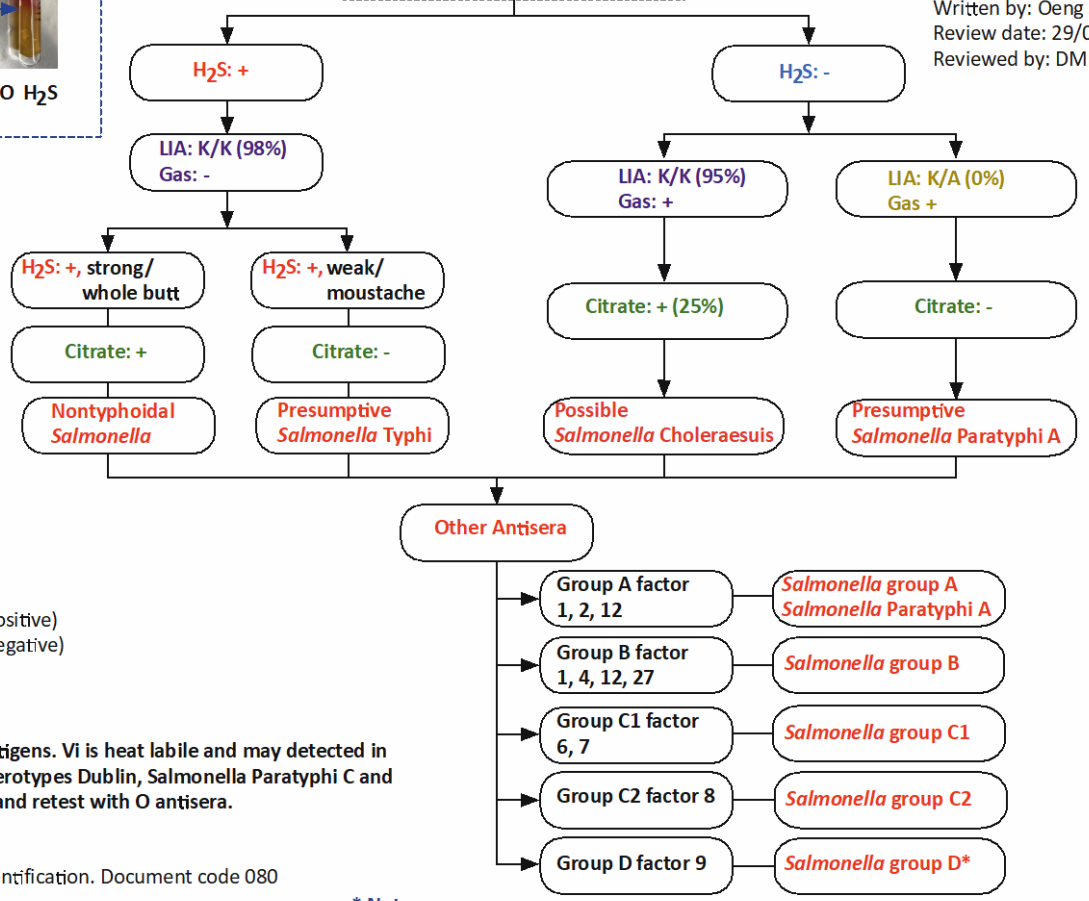 Written by: Oeng
Review date: 29/0
Reviewed by: DM
O H₂S
H₂S: +
H₂S: -
LIA: K/K (98%)
Gas: -
LIA: K/K (95%)
Gas: +
LIA: K/A (0%)
Gas +
H₂S: +, strong/
whole butt
H₂S: +, weak/
moustache
Citrate: + (25%)
Citrate: -
Citrate: +
Citrate: -
Nontyphoidal
Salmonella
Presumptive
Salmonella Typhi
Possible
Salmonella Choleraesuis
Presumptive
Salmonella Paratyphi A
Other Antisera
Group A factor
1, 2, 12
Salmonella group A
Salmonella Paratyphi A
ositive)
egative)
Group B factor
1, 4, 12, 27
Salmonella group B
Group C1 factor
6, 7
Salmonella group C1
tigens. Vi is heat labile and may detected in
erotypes Dublin, Salmonella Paratyphi C and
and retest with O antisera.
Group C2 factor 8
Salmonella group C2
Group D factor 9
Salmonella group D*
ntification. Document code 080